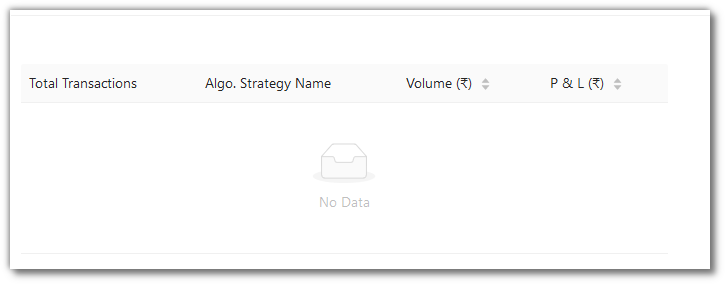 Total Transactions Algo. Strategy Name Volume (₹) P & L (₹)
No Data